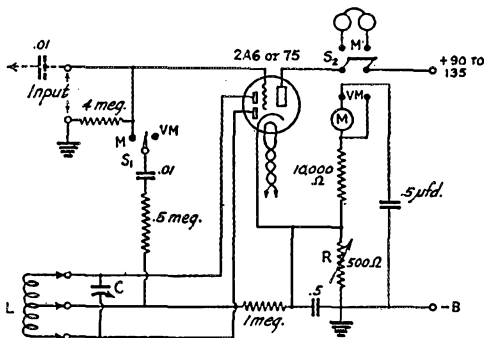 .01
Input
4 meg.
M
VM
S1
.01
.5 meg.
2A6 or 75
S2
M
+90 TO
135
VM
M
10,000
Ω
.5 µfd.
R
500Ω
L
C
1 meg.
.5
-B